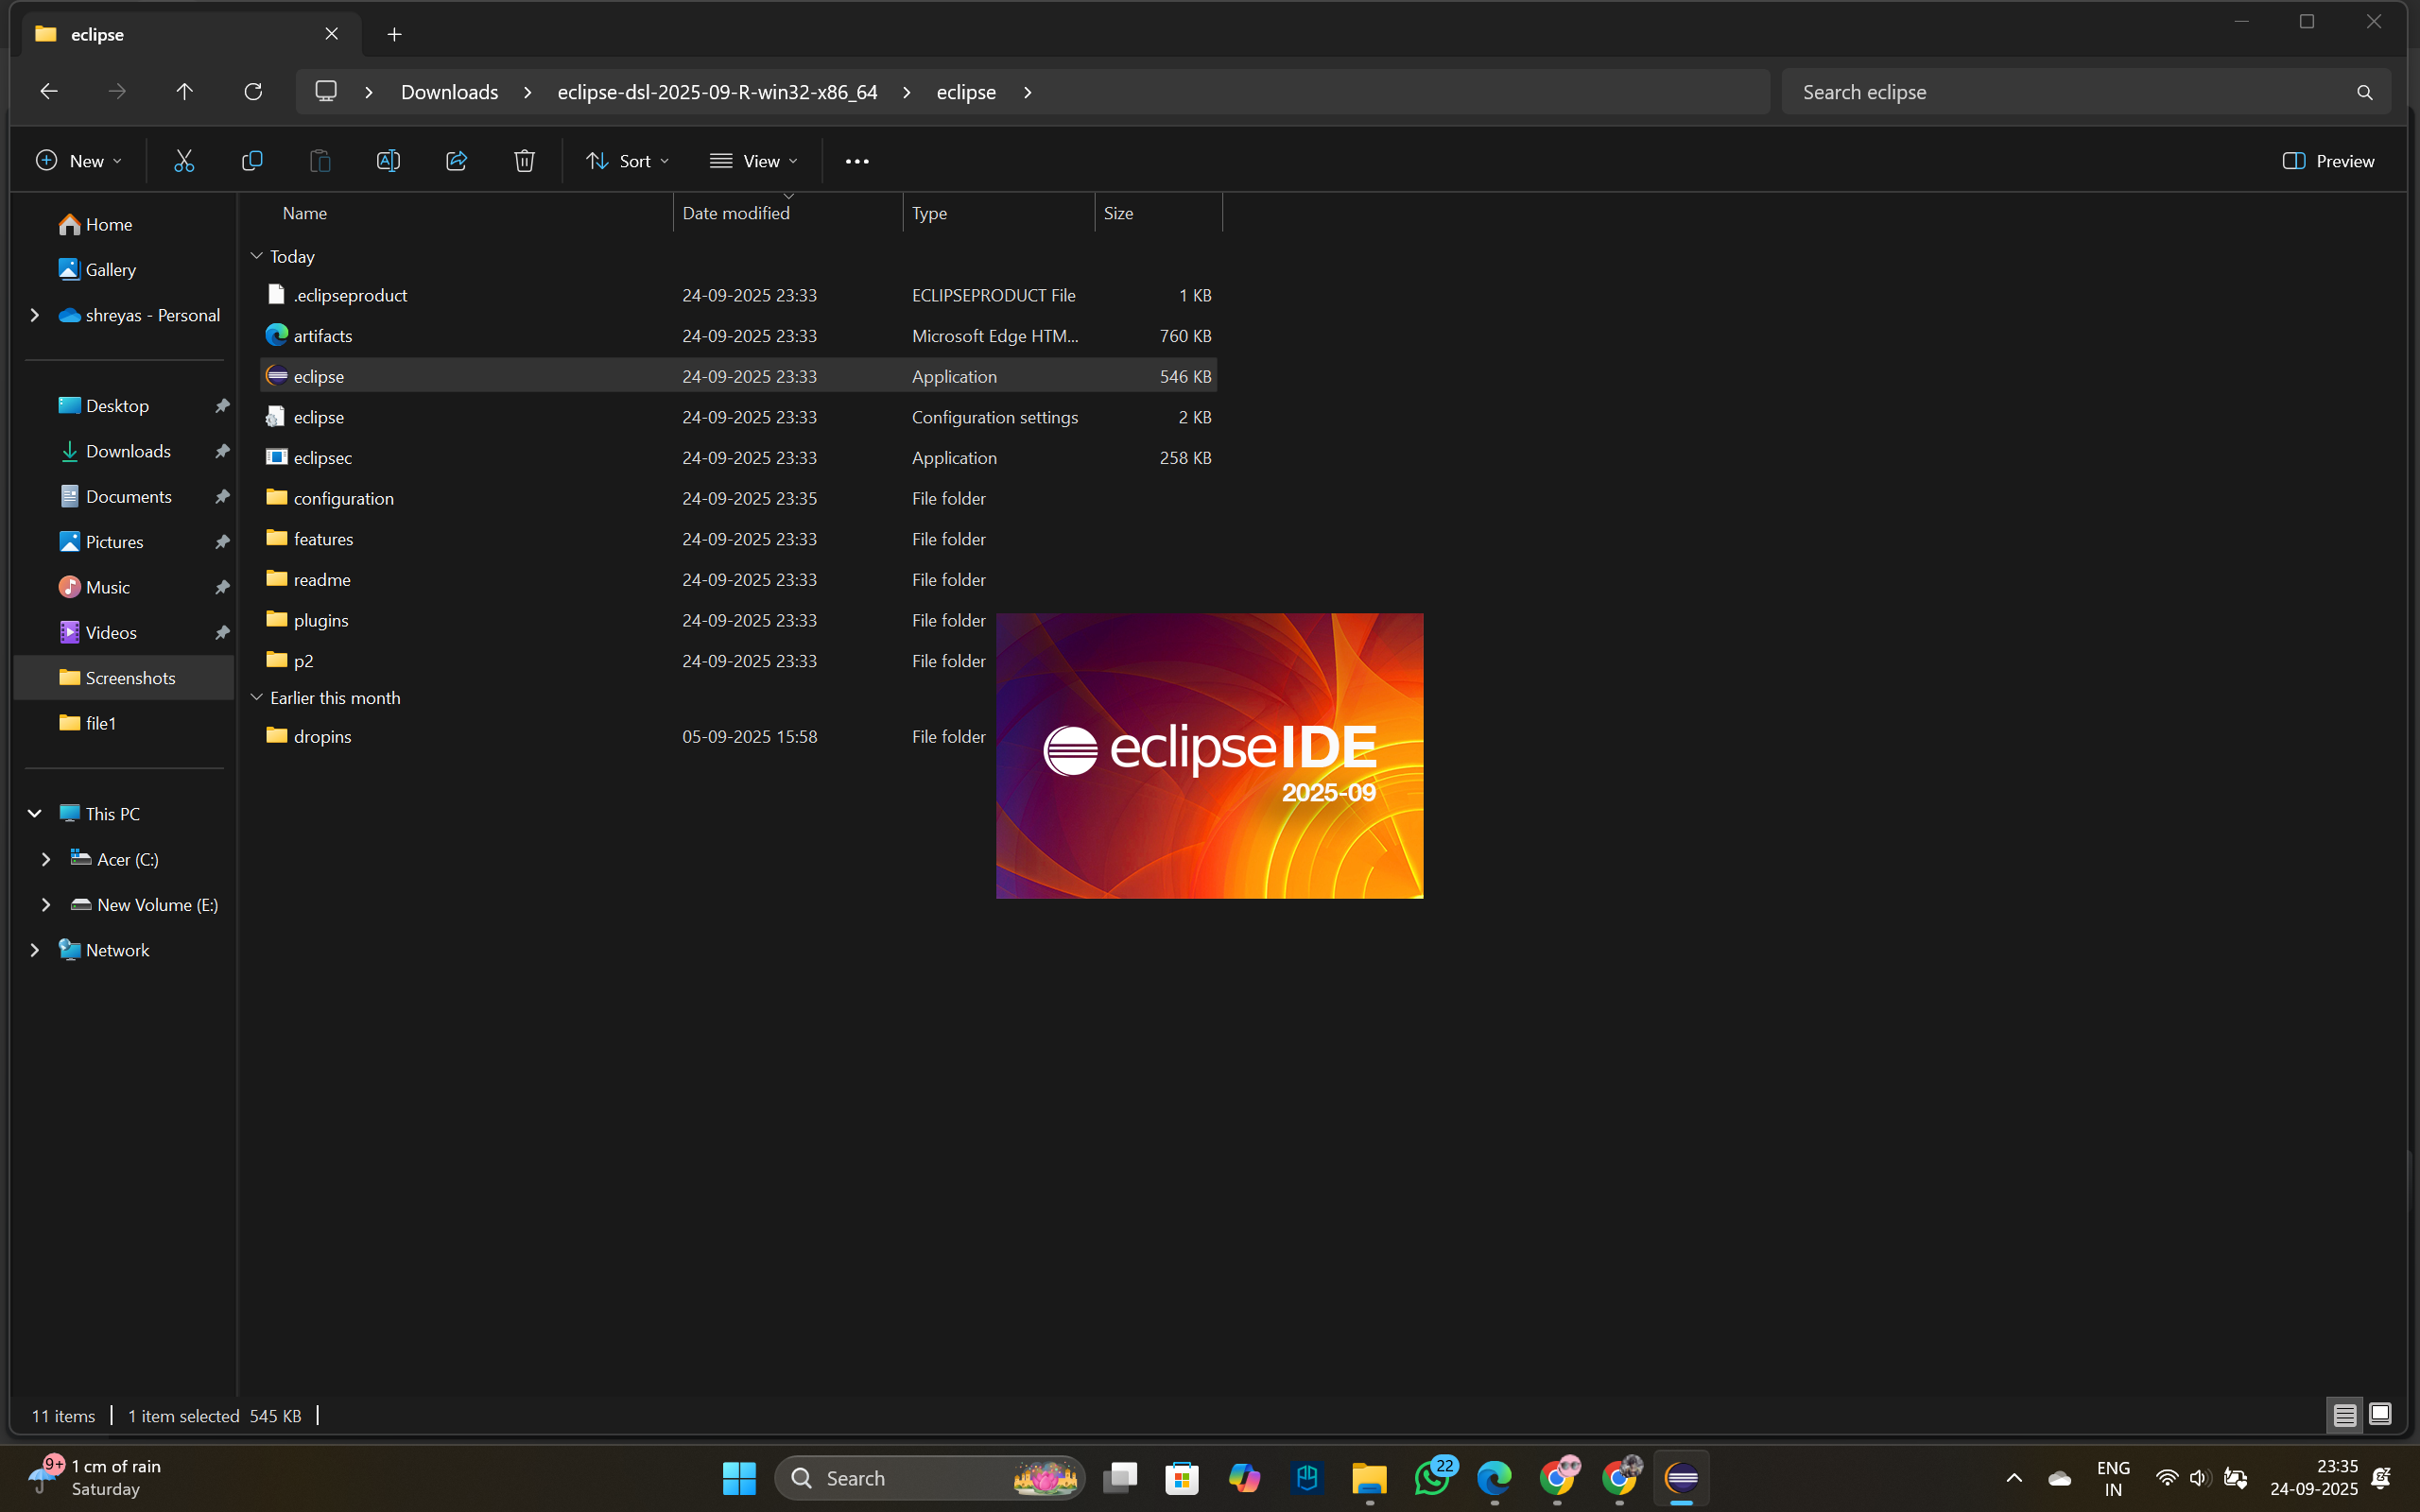 eclipse
Downloads eclipse-dsl-2025-09-R-win32-x86_64 eclipse
Search eclipse
New
Sort
View
Preview
Home
Gallery
shreyas - Personal
Desktop
Downloads
Documents
Pictures
Music
Videos
Screenshots
file1
This PC
Acer (C:)
New Volume (E:)
Network
Name Date modified Type Size
Today
.eclipseproduct 24-09-2025 23:33 ECLIPSEPRODUCT File 1 KB
artifacts 24-09-2025 23:33 Microsoft Edge HTM... 760 KB
eclipse 24-09-2025 23:33 Application 546 KB
eclipse 24-09-2025 23:33 Configuration settings 2 KB
eclipsec 24-09-2025 23:33 Application 258 KB
configuration 24-09-2025 23:35 File folder
features 24-09-2025 23:33 File folder
readme 24-09-2025 23:33 File folder
plugins 24-09-2025 23:33 File folder
p2 24-09-2025 23:33 File folder
Earlier this month
dropins 05-09-2025 15:58 File folder
eclipse IDE
2025-09
11 items 1 item selected 545 KB
9+
1 cm of rain
Saturday
Search
22
ENG
IN
23:35
24-09-2025